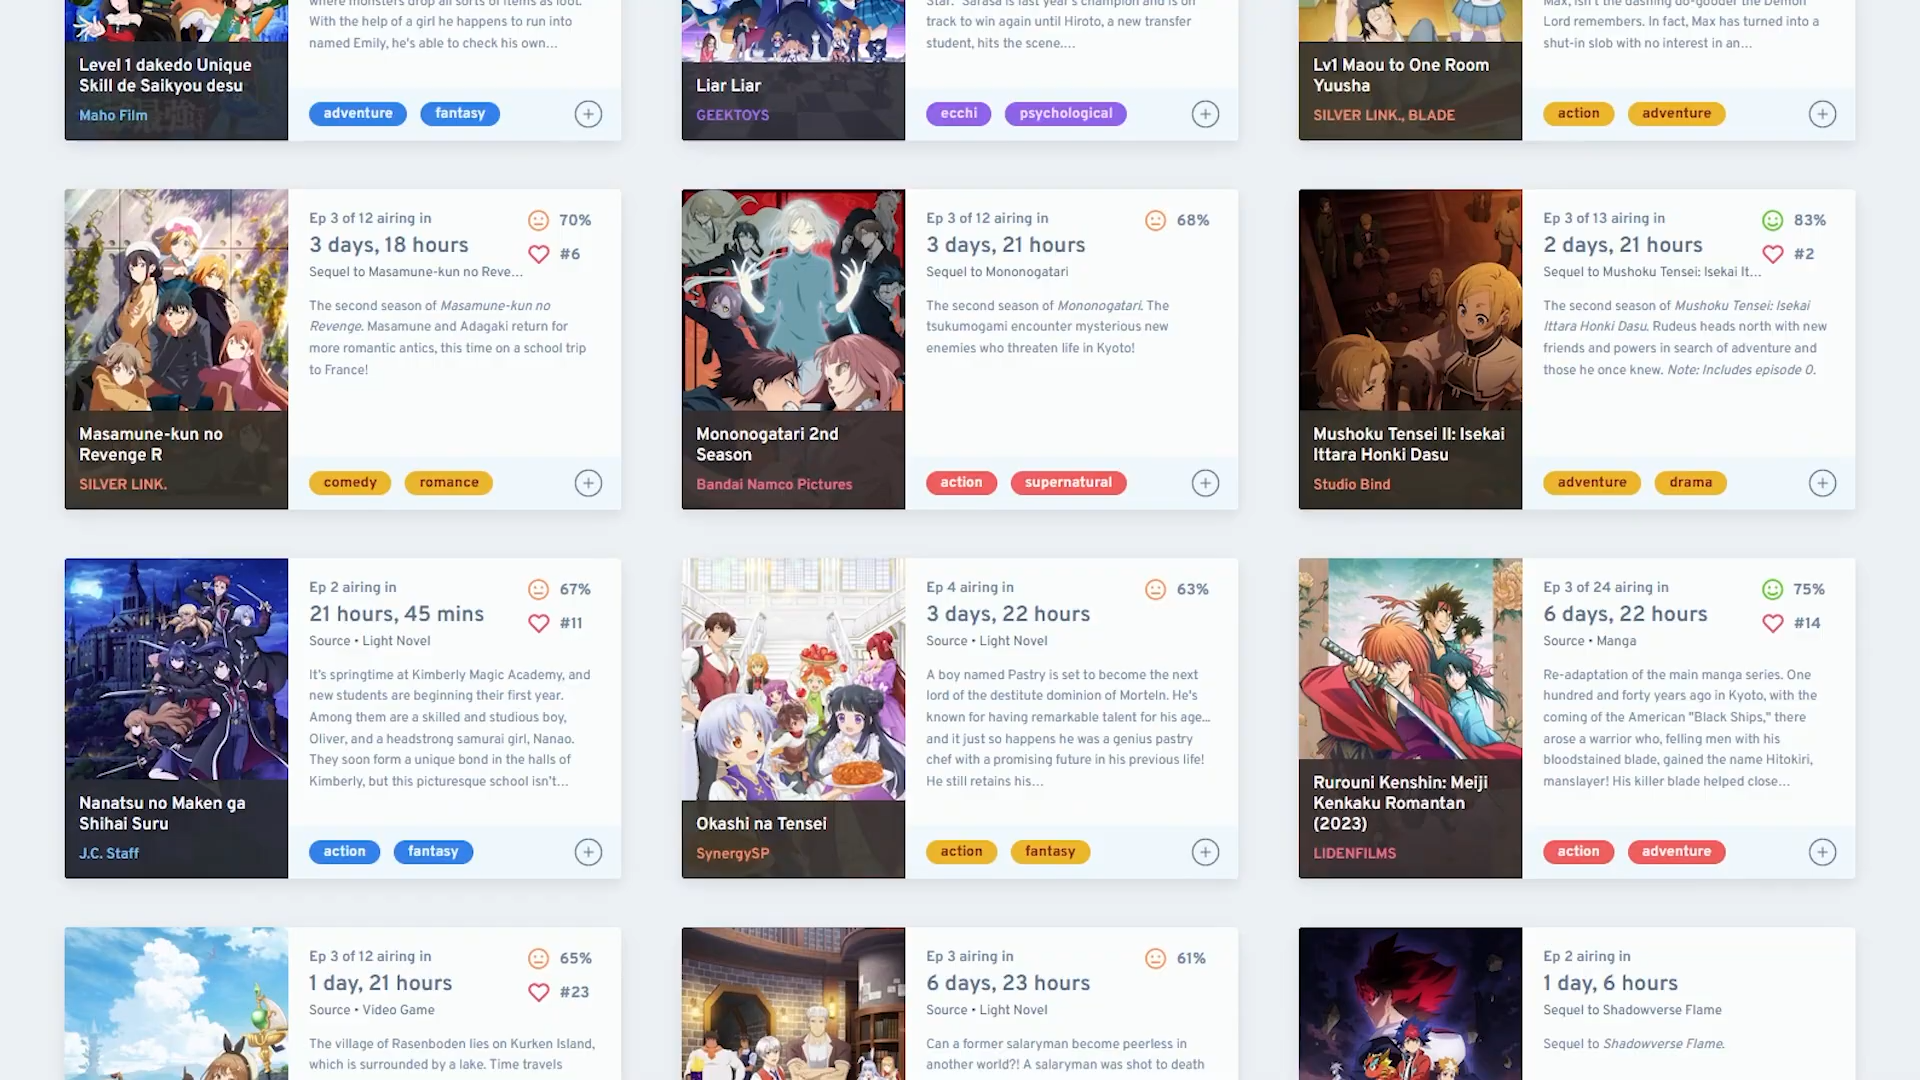 where monsters drop all sorts of items as loot.
With the help of a girl he happens to run into
named Emily, he's able to check his own...
Level 1 dakedo Unique
Skill de Saikyou desu
Maho Film
adventure fantasy
Star." Sarasa is last year's champion and is on
track to win again until Hiroto, a new transfer
student, hits the scene....
Liar Liar
GEEKTOYS
ecchi psychological
Max, isn't the dashing do-gooder the Demon
Lord remembers. In fact, Max has turned into a
shut-in slob with no interest in an...
Lv1 Maou to One Room
Yuusha
SILVER LINK., BLADE
action adventure
Ep 3 of 12 airing in
3 days, 18 hours
Sequel to Masamune-kun no Reve...
70%
#6
The second season of Masamune-kun no
Revenge. Masamune and Adagaki return for
more romantic antics, this time on a school trip
to France!
Masamune-kun no
Revenge R
SILVER LINK.
comedy romance
Ep 3 of 12 airing in
3 days, 21 hours
Sequel to Mononogatari
68%
The second season of Mononogatari. The
tsukumogami encounter mysterious new
enemies who threaten life in Kyoto!
Mononogatari 2nd
Season
Bandai Namco Pictures
action supernatural
Ep 3 of 13 airing in
2 days, 21 hours
Sequel to Mushoku Tensei: Isekai It...
83%
#2
The second season of Mushoku Tensei: Isekai
Ittara Honki Dasu. Rudeus heads north with new
friends and powers in search of adventure and
those he once knew. Note: Includes episode 0.
Mushoku Tensei II: Isekai
Ittara Honki Dasu
Studio Bind
adventure drama
Ep 2 airing in
21 hours, 45 mins
Source • Light Novel
67%
#11
It's springtime at Kimberly Magic Academy, and
new students are beginning their first year.
Among them are a skilled and studious boy,
Oliver, and a headstrong samurai girl, Nanao.
They soon form a unique bond in the halls of
Kimberly, but this picturesque school isn't...
Nanatsu no Maken ga
Shihai Suru
J.C. Staff
action fantasy
Ep 4 airing in
3 days, 22 hours
Source • Light Novel
63%
A boy named Pastry is set to become the next
lord of the destitute dominion of Morteln. He's
known for having remarkable talent for his age...
and it just so happens he was a genius pastry
chef with a promising future in his previous life!
He still retains his...
Okashi na Tensei
SynergySP
action fantasy
Ep 3 of 24 airing in
6 days, 22 hours
Source • Manga
75%
#14
Re-adaptation of the main manga series. One
hundred and forty years ago in Kyoto, with the
coming of the American "Black Ships," there
arose a warrior who, felling men with his
bloodstained blade, gained the name Hitokiri,
manslayer! His killer blade helped close...
Rurouni Kenshin: Meiji
Kenkaku Romantan
(2023)
LIDENFILMS
action adventure
Ep 3 of 12 airing in
1 day, 21 hours
Source • Video Game
65%
#23
The village of Rasenboden lies on Kurken Island,
which is surrounded by a lake. Time travels
Ep 3 airing in
6 days, 23 hours
Source • Light Novel
61%
Can a former salaryman become peerless in
another world?! A salaryman was shot to death
Ep 2 airing in
1 day, 6 hours
Sequel to Shadowverse Flame
Sequel to Shadowverse Flame.